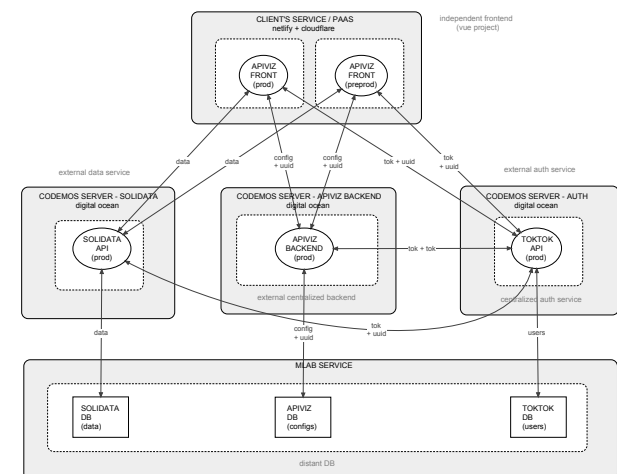 CLIENT'S SERVICE / PAAS
netlify + cloudflare
independent frontend
(vue project)
APIVIZ
FRONT
(prod)
APIVIZ
FRONT
(preprod)
data
data
config
+ uuid
config
+ uuid
tok + uuid
tok
+ uuid
external data service
external auth service
CODEMOS SERVER - SOLIDATA
digital ocean
CODEMOS SERVER - APIVIZ BACKEND
digital ocean
CODEMOS SERVER - AUTH
digital ocean
SOLIDATA
API
(prod)
APIVIZ
BACKEND
(prod)
tok + tok
TOKTOK
API
(prod)
external centralized backend
centralized auth service
data
config
+ uuid
tok
+ uuid
users
MLAB SERVICE
SOLIDATA
DB
(data)
APIVIZ
DB
(configs)
TOKTOK
DB
(users)
distant DB